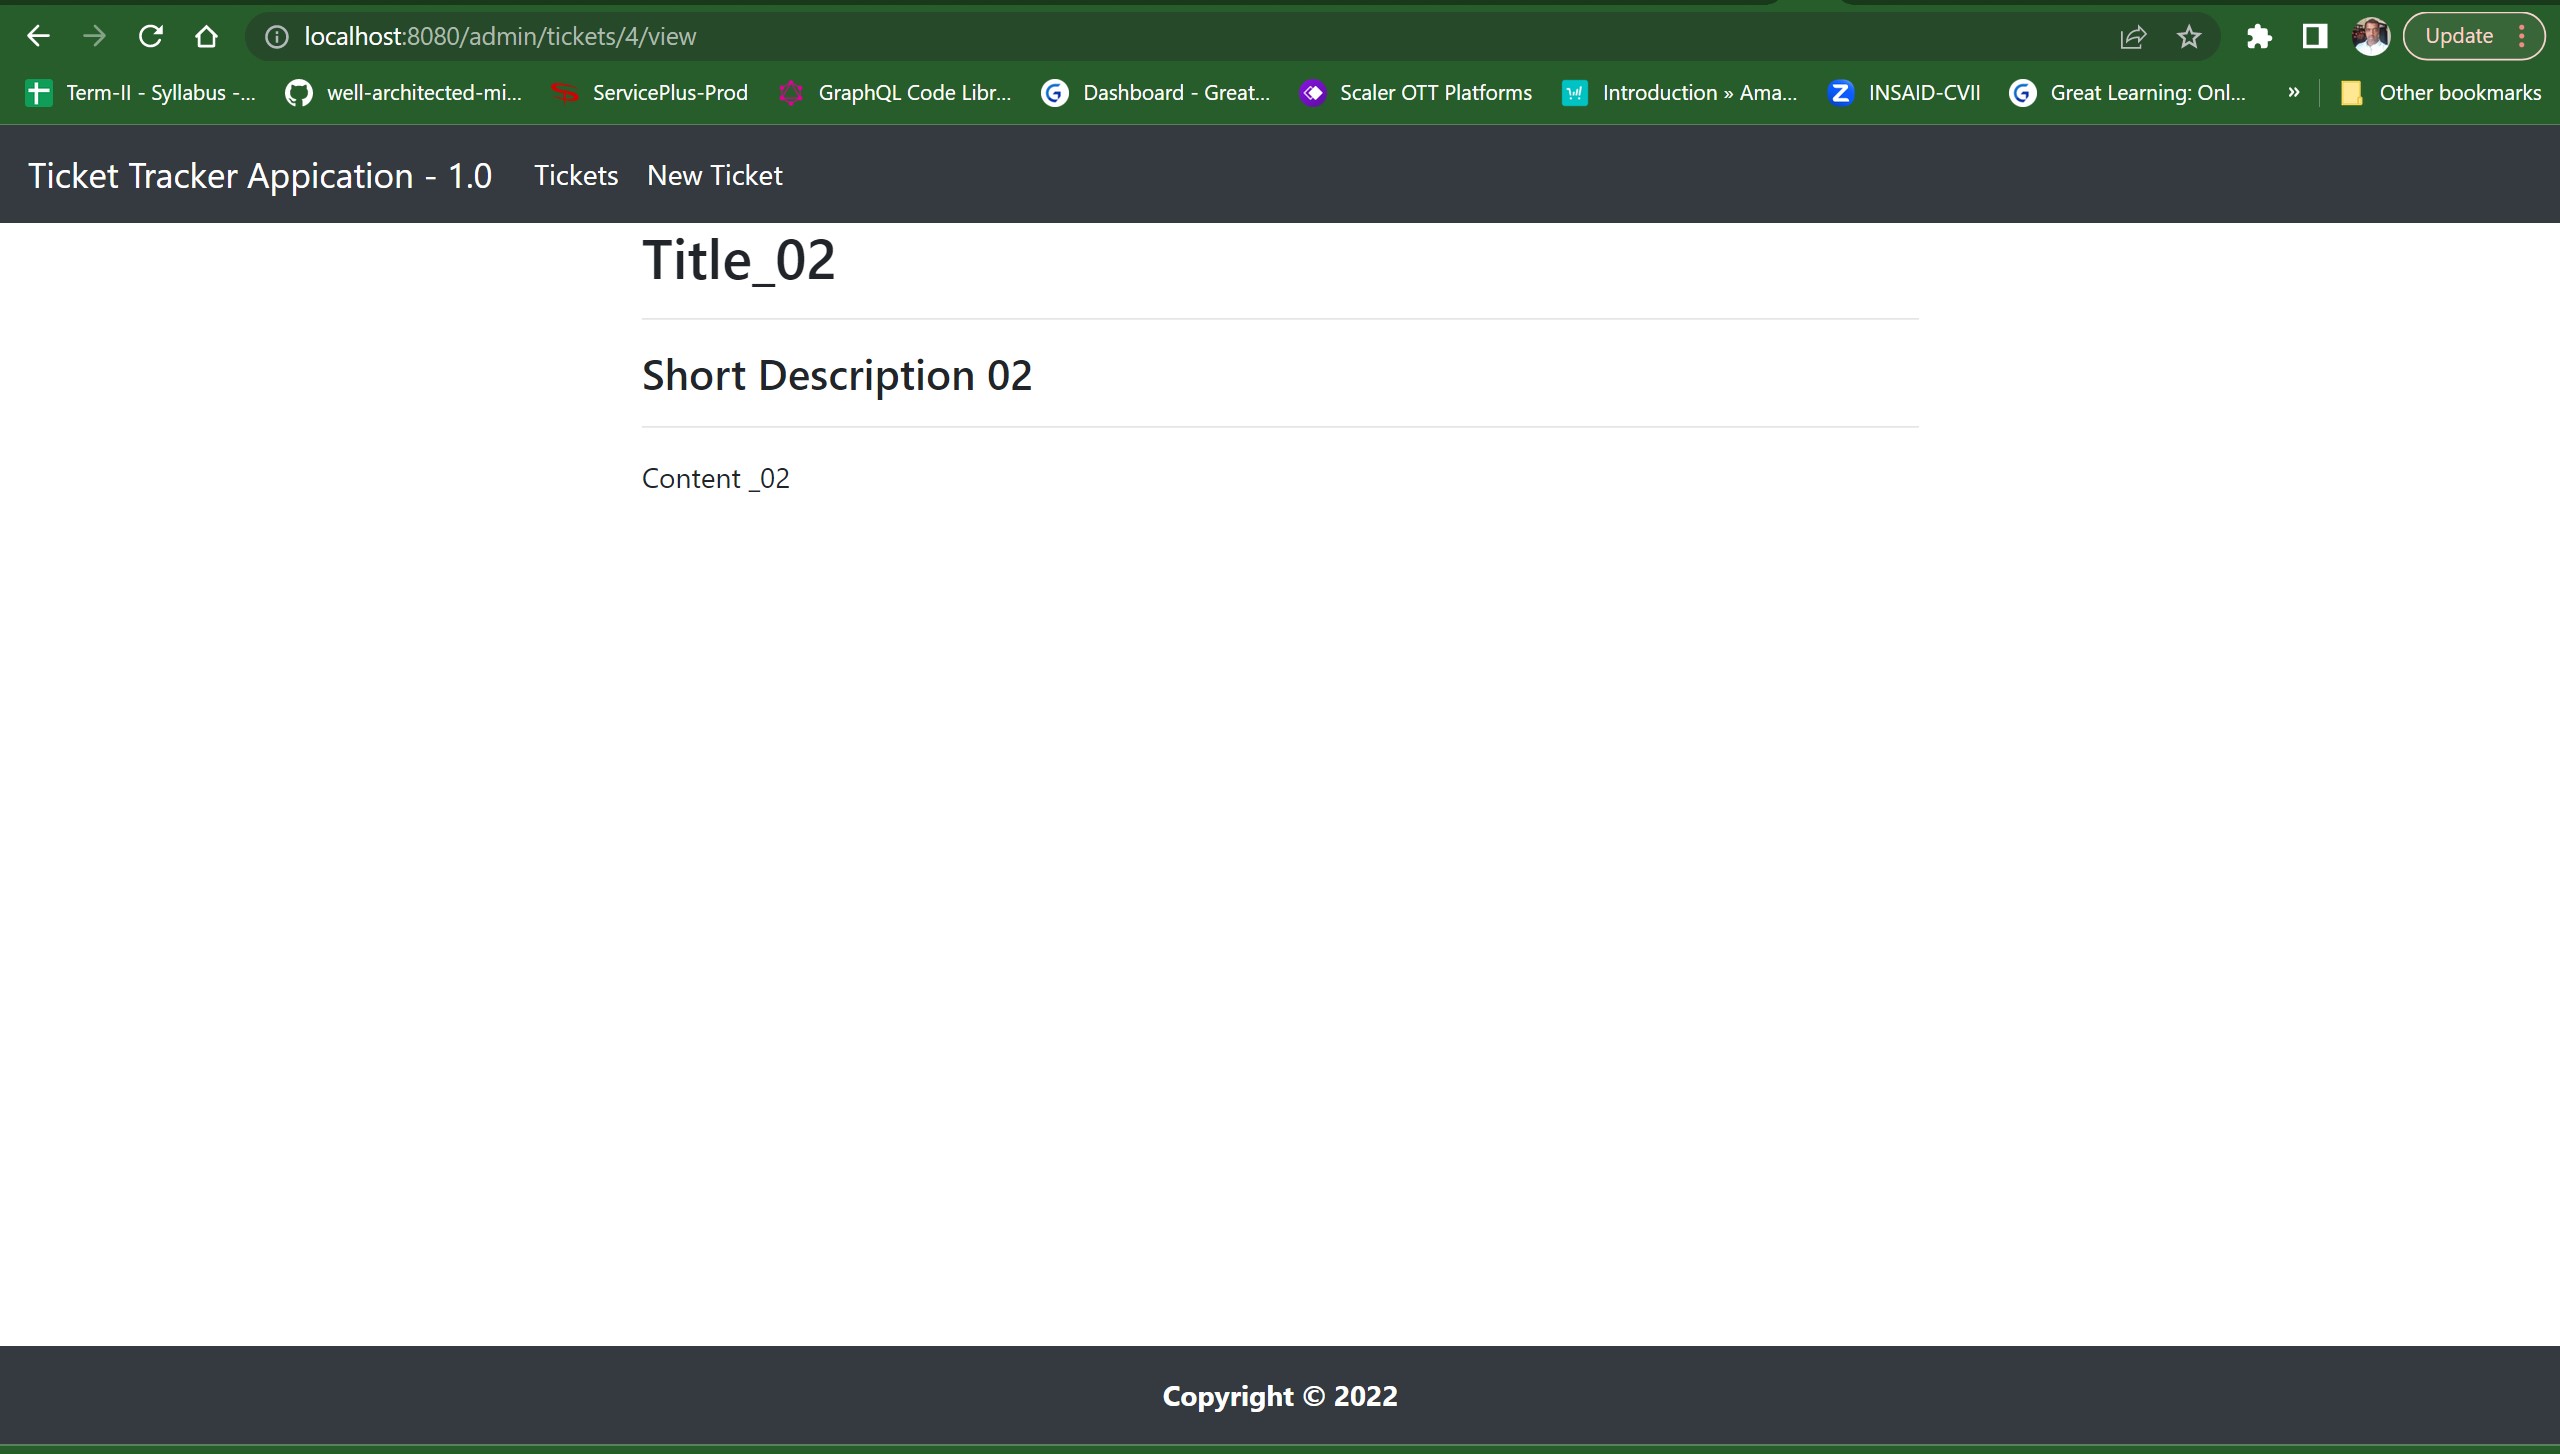 localhost:8080/admin/tickets/4/view
Update
Term-II - Syllabus -...
well-architected-mi...
ServicePlus-Prod
GraphQL Code Libr...
Dashboard - Great...
Scaler OTT Platforms
Introduction » Ama...
INSAID-CVII
Great Learning: Onl...
»
Other bookmarks
Ticket Tracker Appication - 1.0
Tickets
New Ticket
Title_02
Short Description 02
Content _02
Copyright © 2022